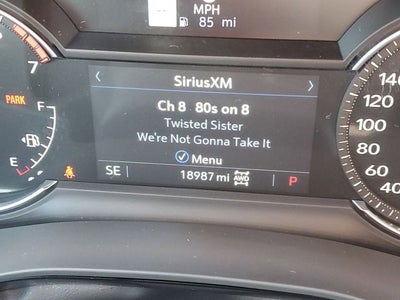 MPH
85 mi
7
SiriusXM
140
PARK
F
Ch 8 80s on 8
120
Twisted Sister
100
We're Not Gonna Take It
80
E
Menu
60
SE
18987 mi
AWD
P
40